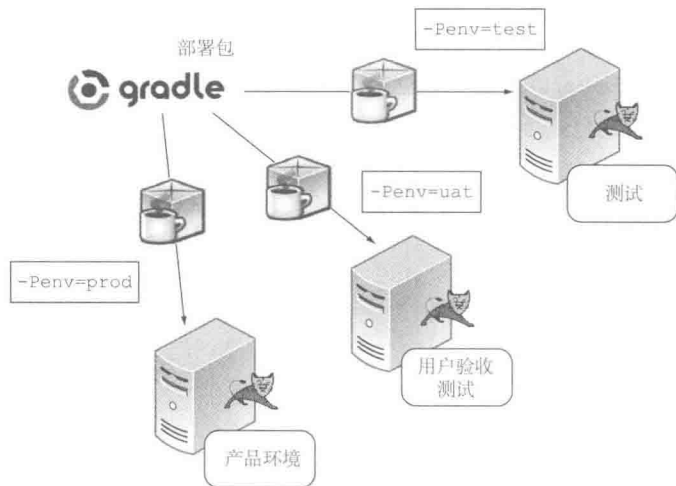 部署包
gradle
-Penv=test
测试
-Penv=uat
用户验收
测试
-Penv=prod
产品环境